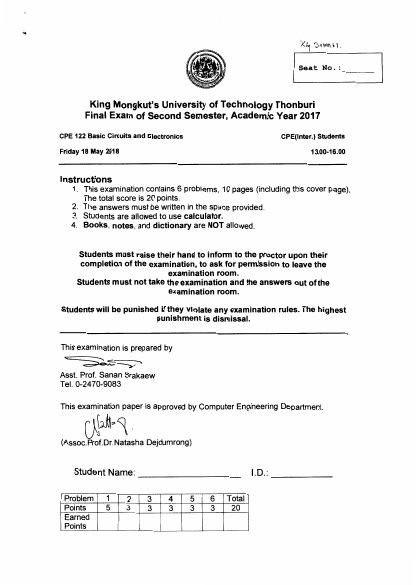 Seat No.:
King Mongkut's University of Technology Thonburi
Final Exam of Second Semester, Academic Year 2017
CPE 122 Basic Circuits and Electronics CPE(Inter.) Students
Friday 18 May 2018 13.00-16.00
Instructions
1. This examination contains 6 problems, 10 pages (including this cover page).
The total score is 20 points.
2. The answers must be written in the space provided.
3. Students are allowed to use calculator.
4. Books, notes, and dictionary are NOT allowed.
Students must raise their hand to inform to the proctor upon their
completion of the examination, to ask for permission to leave the
examination room.
Students must not take the examination and the answers out of the
examination room.
Students will be punished if they violate any examination rules. The highest
punishment is dismissal.
This examination is prepared by
Asst. Prof. Sanan Srakaew
Tel. 0-2470-9083
This examination paper is approved by Computer Engineering Department.
(Assoc.Prof.Dr.Natasha Dejdumrong)
Student Name: I.D.:
Problem 1 2 3 4 5 6 Total
Points 5 3 3 3 3 3 20
Earned
Points